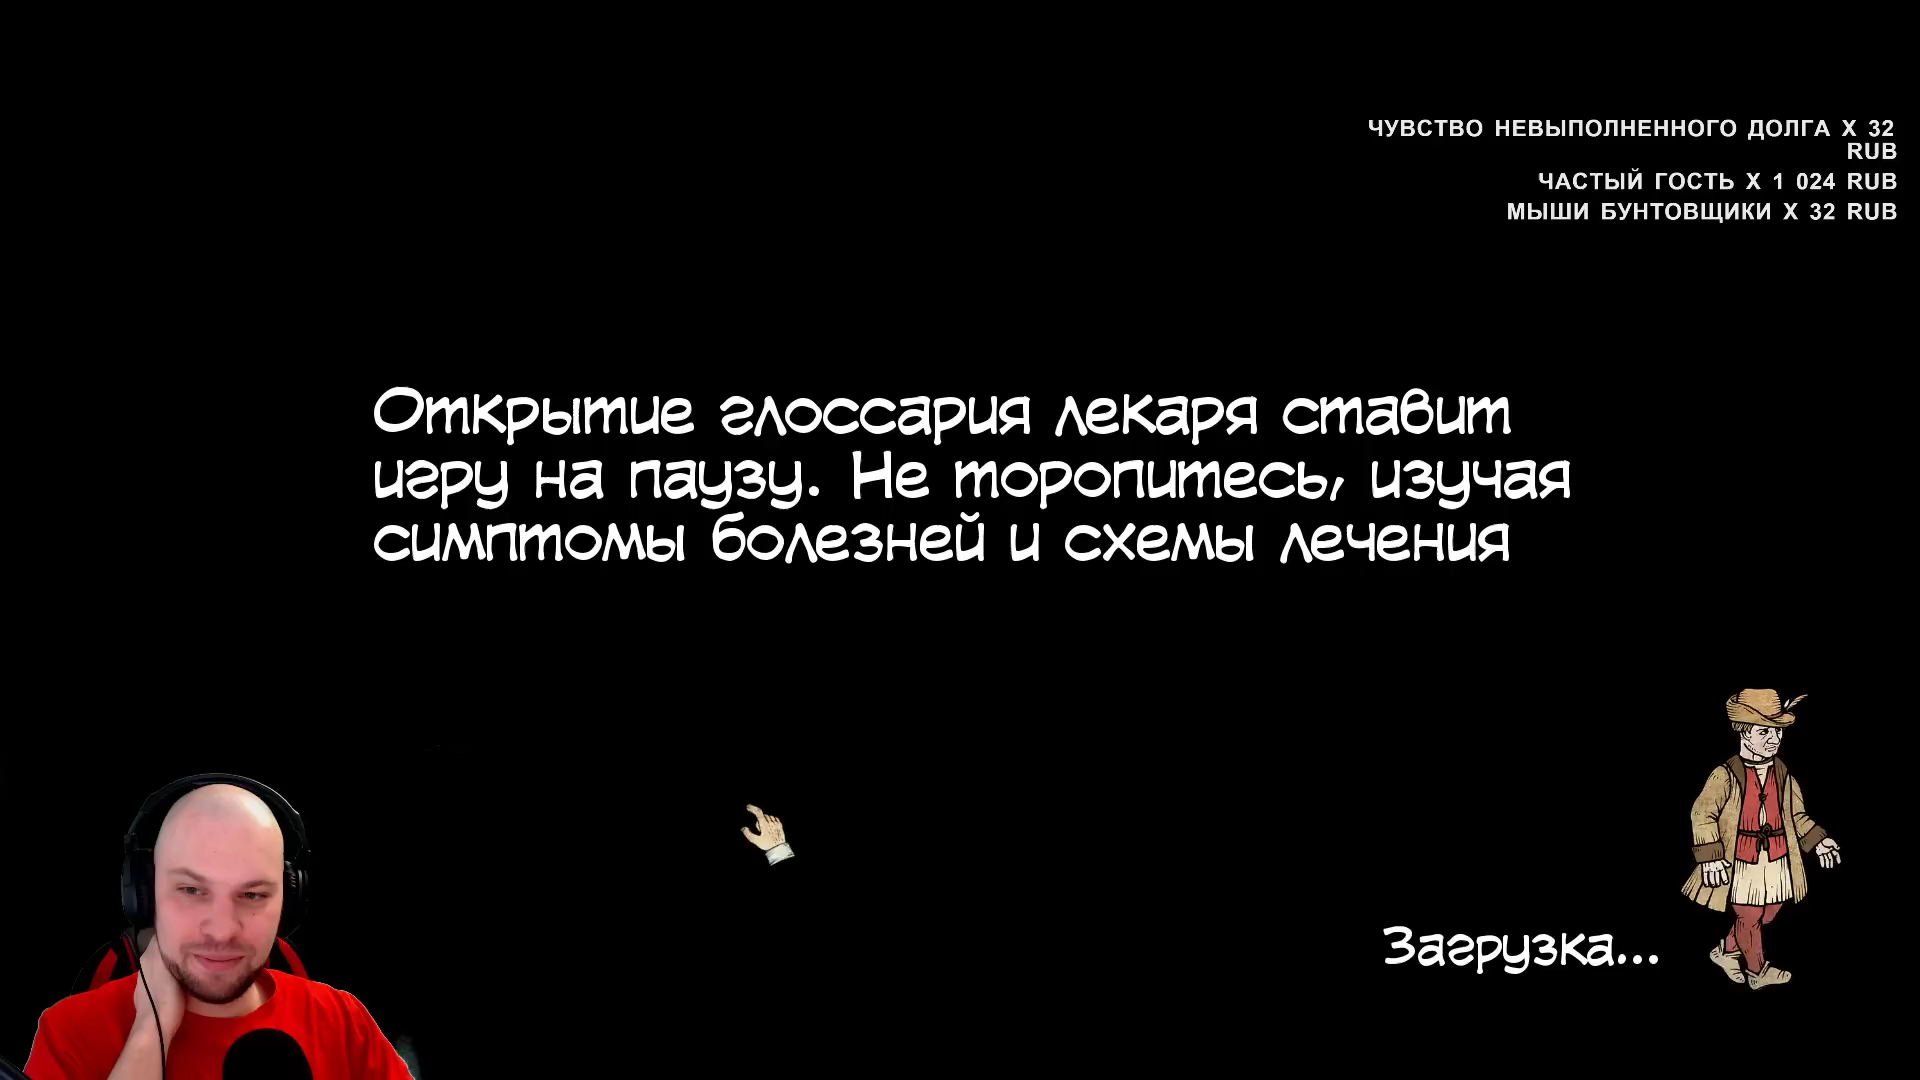 ЧУВСТВО НЕВЫПОЛНЕННОГО ДОЛГА X 32
RUB
ЧАСТЫЙ ГОСТЬ X 1 024 RUB
МЫШИ БУНТОВЩИКИ X 32 RUB
Открытие глоссария лекаря ставит
игру на паузу. Не торопитесь, изучая
симптомы болезней и схемы лечения
Загрузка...